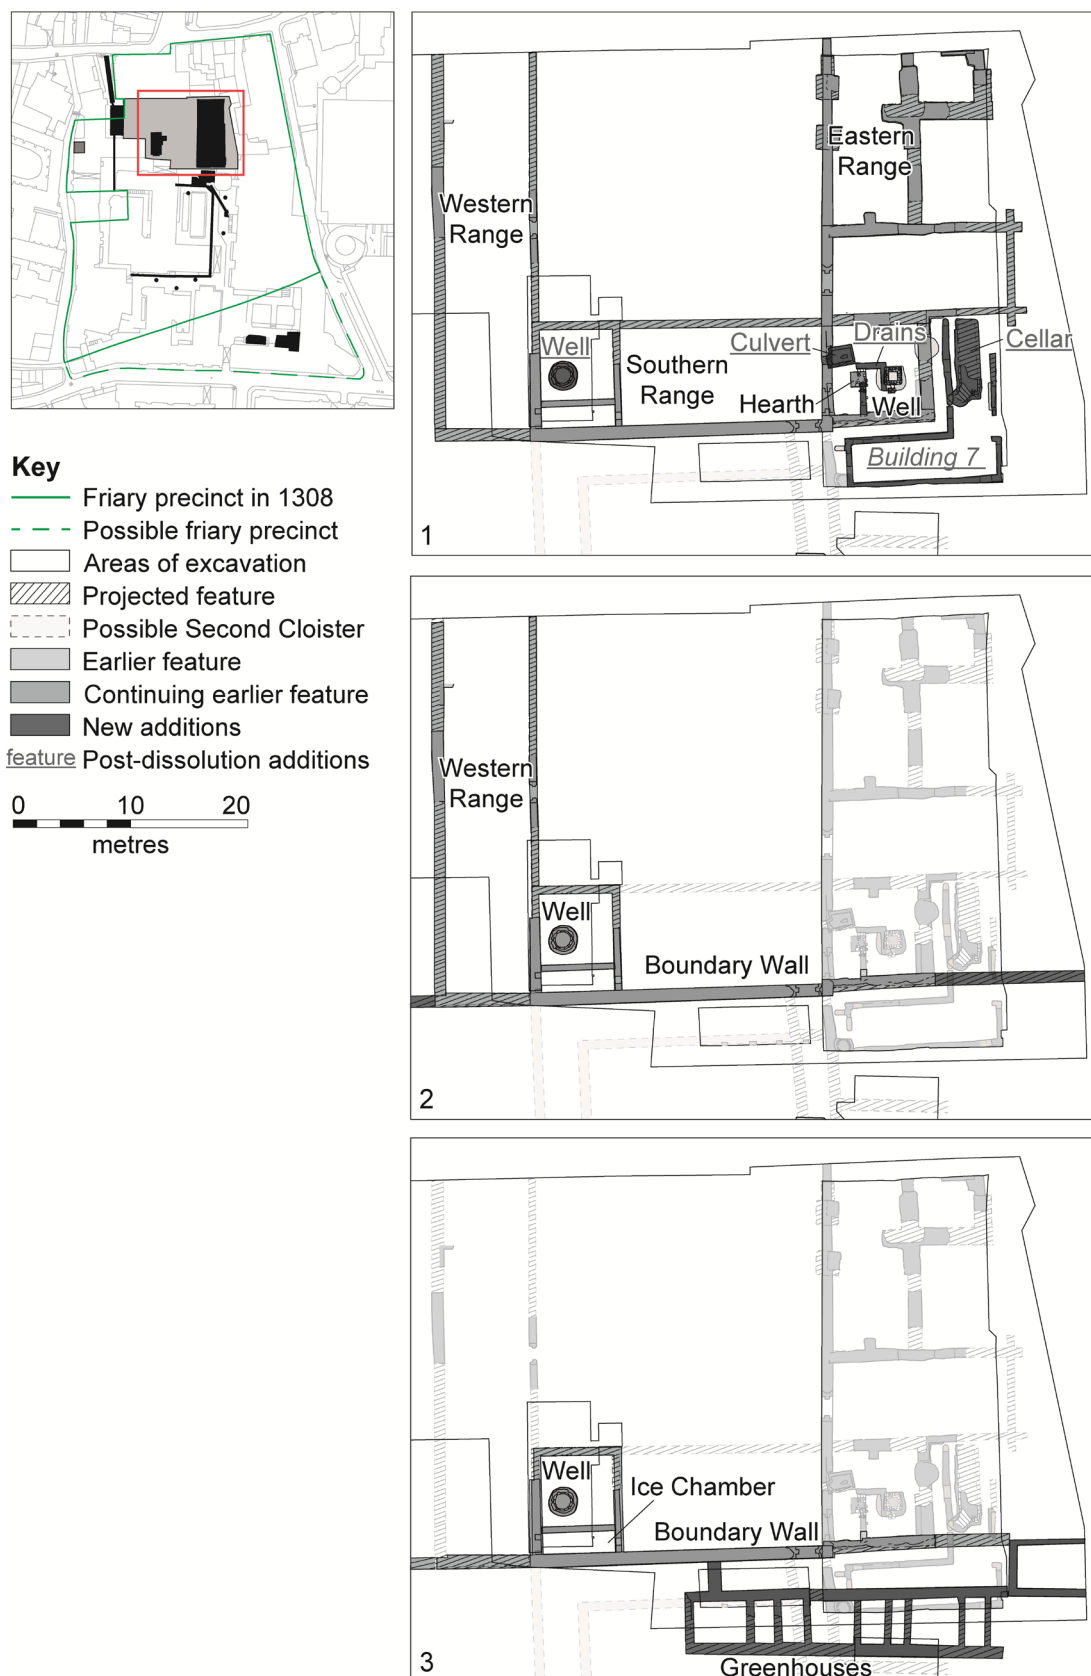 Key
Friary precinct in 1308
Possible friary precinct
Areas of excavation
Projected feature
Possible Second Cloister
Earlier feature
Continuing earlier feature
New additions
feature Post-dissolution additions
0 10 20
metres
Western
Range
Eastern
Range
Well
Southern
Range
Culvert
Drains
Cellar
Hearth
Well
Building 7
1
Western
Range
Well
Boundary Wall
2
Well
Ice Chamber
Boundary Wall
Greenhouses
3